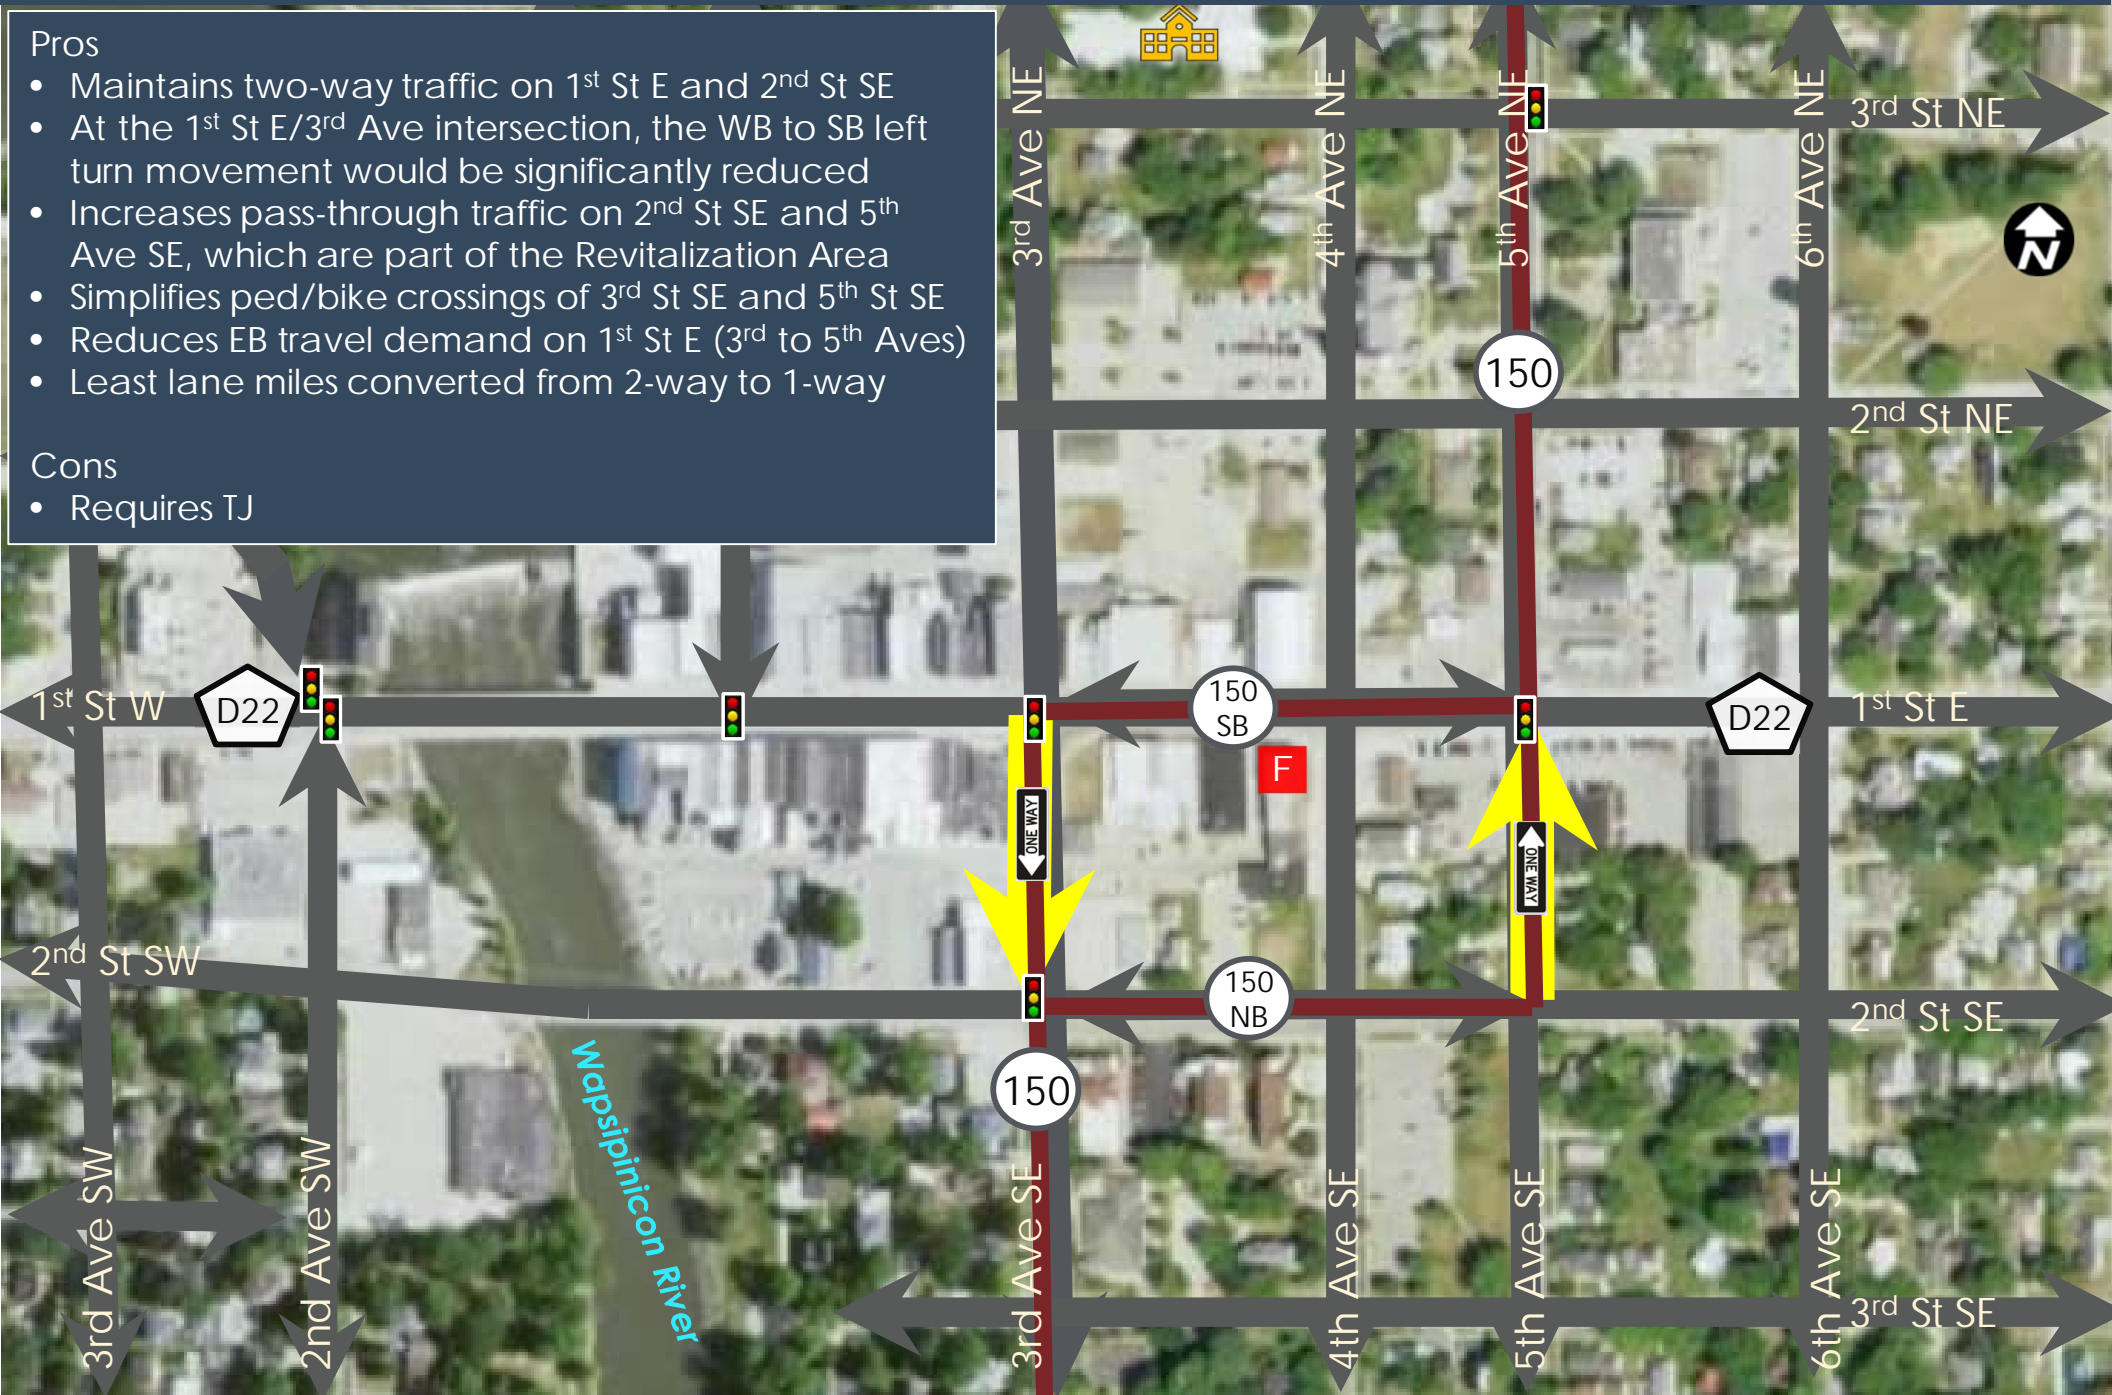 Pros
• Maintains two-way traffic on 1st St E and 2nd St SE
• At the 1st St E/3rd Ave intersection, the WB to SB left
turn movement would be significantly reduced
• Increases pass-through traffic on 2nd St SE and 5th
Ave SE, which are part of the Revitalization Area
• Simplifies ped/bike crossings of 3rd St SE and 5th St SE
• Reduces EB travel demand on 1st St E (3rd to 5th Aves)
• Least lane miles converted from 2-way to 1-way
Cons
• Requires TJ
3rd Ave NE
4th Ave NE
5th Ave NE
6th Ave NE
3rd St NE
N
150
2nd St NE
1st St W
D22
150
SB
D22
1st St E
F
ONE WAY
ONE WAY
2nd St SW
150
NB
2nd St SE
150
Wapsipinicon River
3rd Ave SW
2nd Ave SW
3rd Ave SE
4th Ave SE
5th Ave SE
6th Ave SE
3rd St SE